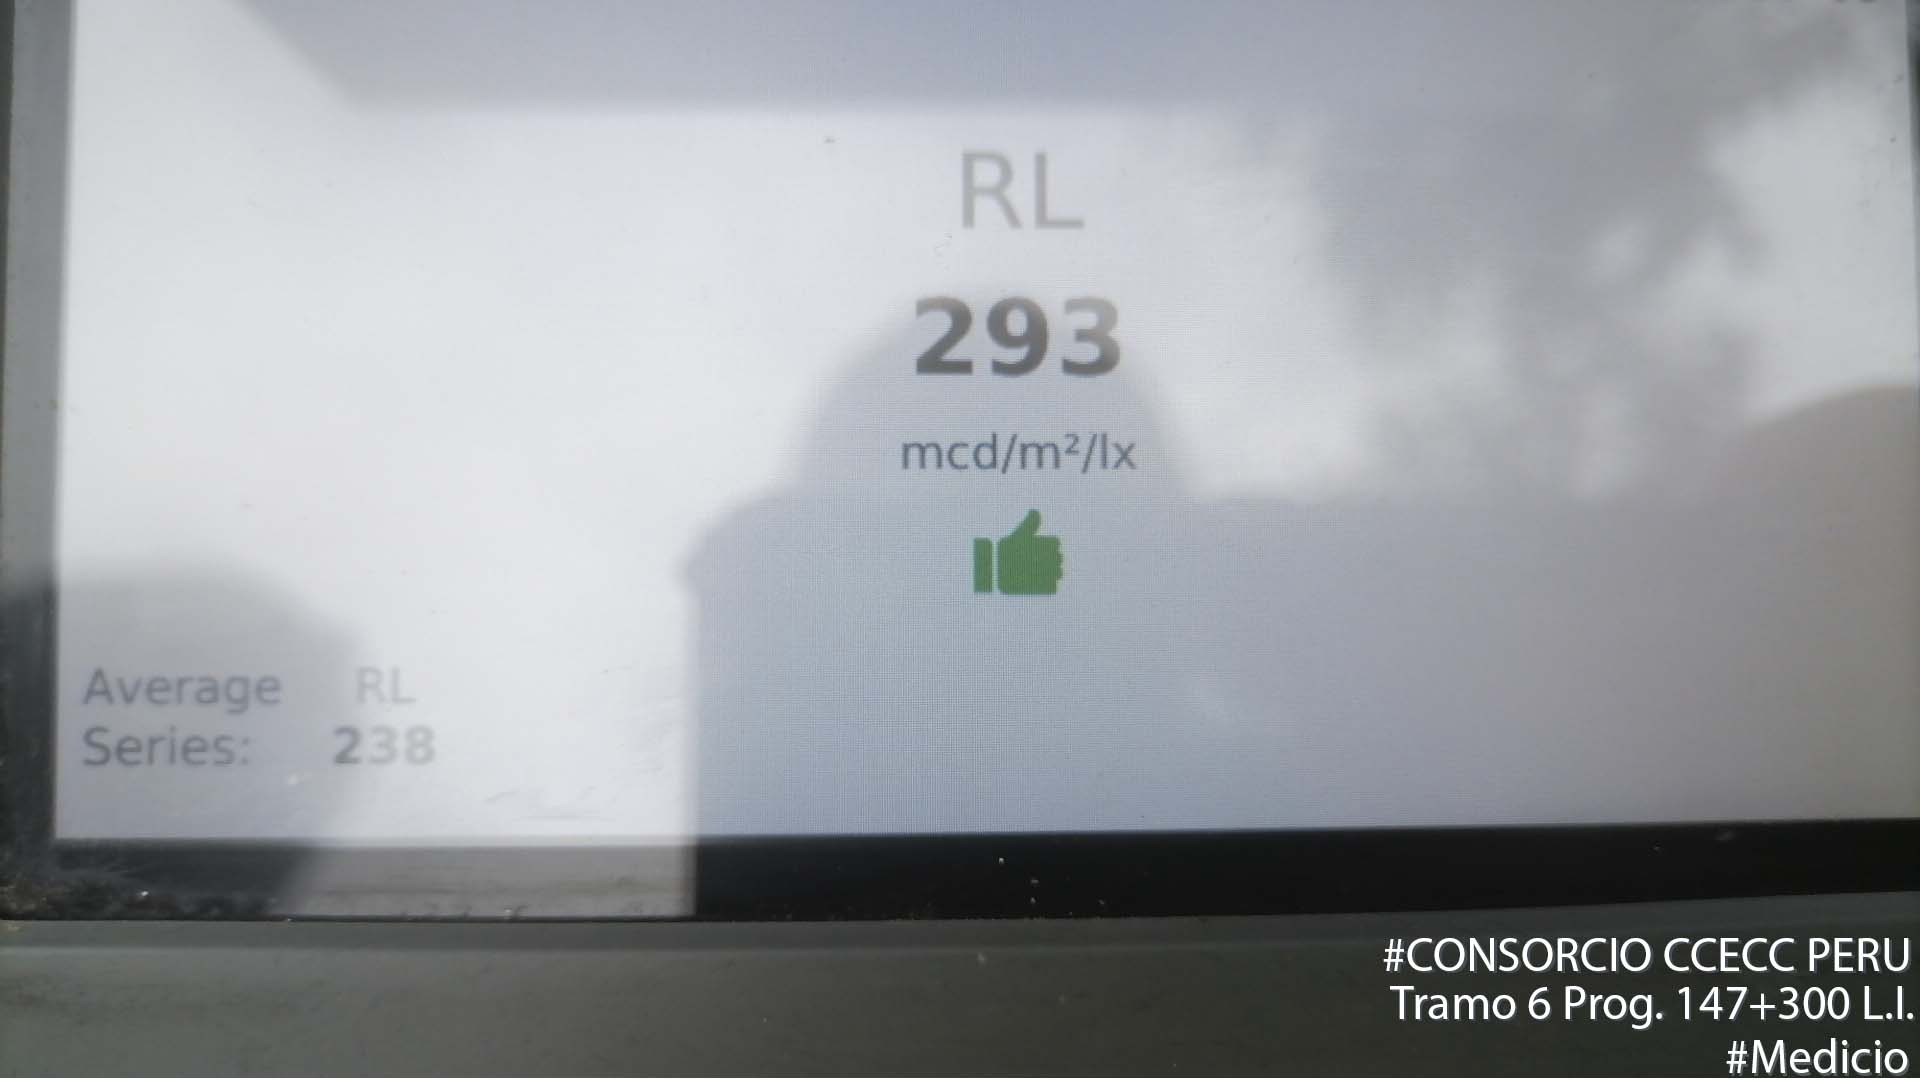 RL
293
mcd/m²/lx
Average RL
Series: 238
#CONSORCIO CCECC PERU
Tramo 6 Prog. 147+300 L.I.
#Medicio